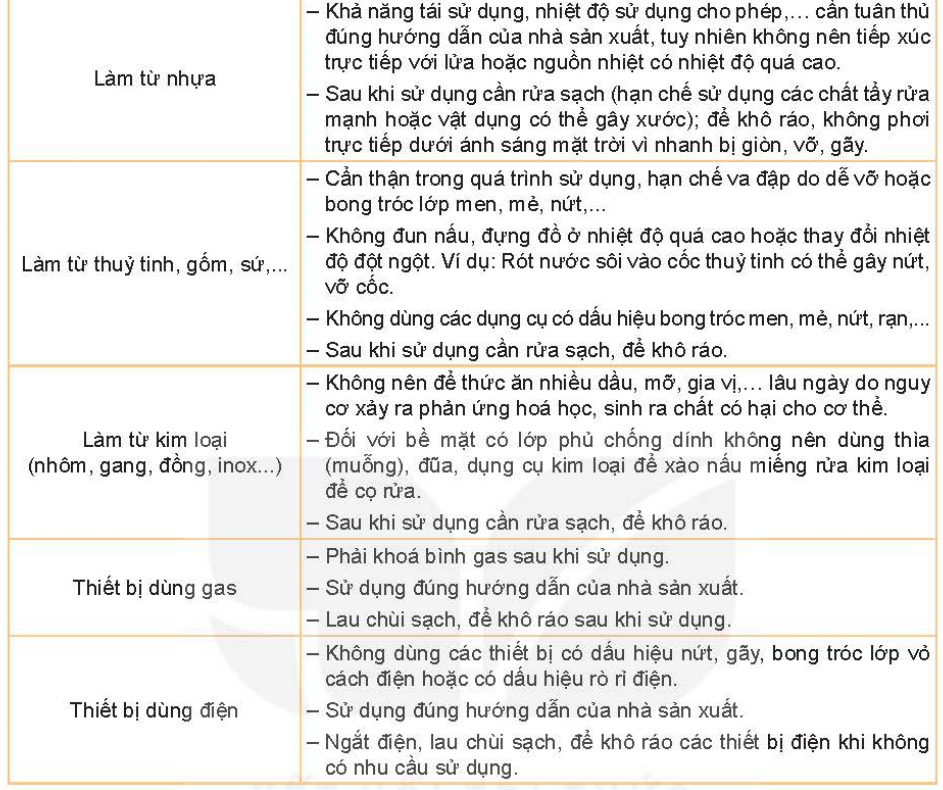 Làm từ nhựa
– Khả năng tái sử dụng, nhiệt độ sử dụng cho phép,... cần tuân thủ
đúng hướng dẫn của nhà sản xuất, tuy nhiên không nên tiếp xúc
trực tiếp với lửa hoặc nguồn nhiệt có nhiệt độ quá cao.
– Sau khi sử dụng cần rửa sạch (hạn chế sử dụng các chất tẩy rửa
mạnh hoặc vật dụng có thể gây xước); để khô ráo, không phơi
trực tiếp dưới ánh sáng mặt trời vì nhanh bị giòn, vỡ, gãy.
Làm từ thuỷ tinh, gốm, sứ,...
– Cẩn thận trong quá trình sử dụng, hạn chế va đập do dễ vỡ hoặc
bong tróc lớp men, mẻ, nứt,...
– Không đun nấu, đựng đồ ở nhiệt độ quá cao hoặc thay đổi nhiệt
độ đột ngột. Ví dụ: Rót nước sôi vào cốc thuỷ tinh có thể gây nứt,
vỡ cốc.
– Không dùng các dụng cụ có dấu hiệu bong tróc men, mẻ, nứt, rạn,...
– Sau khi sử dụng cần rửa sạch, để khô ráo.
Làm từ kim loại
(nhôm, gang, đồng, inox...)
– Không nên để thức ăn nhiều dầu, mỡ, gia vị,... lâu ngày do nguy
cơ xảy ra phản ứng hoá học, sinh ra chất có hại cho cơ thể.
– Đối với bề mặt có lớp phủ chống dính không nên dùng thìa
(muỗng), đũa, dụng cụ kim loại để xào nấu miếng rửa kim loại
để cọ rửa.
– Sau khi sử dụng cần rửa sạch, để khô ráo.
Thiết bị dùng gas
– Phải khoá bình gas sau khi sử dụng.
– Sử dụng đúng hướng dẫn của nhà sản xuất.
– Lau chùi sạch, để khô ráo sau khi sử dụng.
Thiết bị dùng điện
– Không dùng các thiết bị có dấu hiệu nứt, gãy, bong tróc lớp vỏ
cách điện hoặc có dấu hiệu rò rỉ điện.
– Sử dụng đúng hướng dẫn của nhà sản xuất.
– Ngắt điện, lau chùi sạch, để khô ráo các thiết bị điện khi không
có nhu cầu sử dụng.